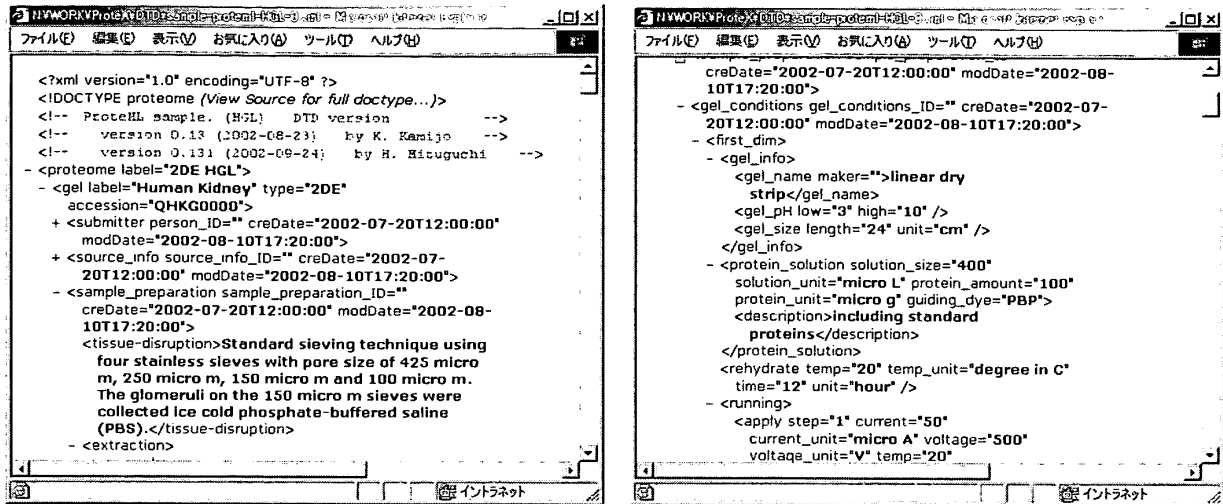 ファイル(F) 編集(E) 表示(V) お気に入り(A) ツール(T) ヘルプ(H)
<?xml version="1.0" encoding="UTF-8" ?>
<!DOCTYPE proteome (View Source for full doctype...)>
<!-- ProteML sample. (HGL) DTD version -->
<!-- version 0.13 (2002-08-23) by K. Kamijo -->
<!-- version 0.131 (2002-09-24) by H. Mizuguchi -->
- <proteome label="2DE HGL">
- <gel label="Human Kidney" type="2DE"
accession="QHKG0000">
+ <submitter person_ID="" creDate="2002-07-20T12:00:00"
modDate="2002-08-10T17:20:00">
+ <source_info source_info_ID="" creDate="2002-07-
20T12:00:00" modDate="2002-08-10T17:20:00">
- <sample_preparation sample_preparation_ID=""
creDate="2002-07-20T12:00:00" modDate="2002-08-
10T17:20:00">
<tissue-disruption>Standard sieving technique using
four stainless sieves with pore size of 425 micro
m, 250 micro m, 150 micro m and 100 micro m.
The glomeruli on the 150 micro m sieves were
collected ice cold phosphate-buffered saline
(PBS).</tissue-disruption>
- <extraction>
イントラネット
ファイル(F) 編集(E) 表示(V) お気に入り(A) ツール(T) ヘルプ(H)
creDate="2002-07-20T12:00:00" modDate="2002-08-
10T17:20:00">
- <gel_conditions gel_conditions_ID="" creDate="2002-07-
20T12:00:00" modDate="2002-08-10T17:20:00">
- <first_dim>
- <gel_info>
<gel_name maker="">linear dry
strip</gel_name>
<gel_pH low="3" high="10" />
<gel_size length="24" unit="cm" />
</gel_info>
- <protein_solution solution_size="400"
solution_unit="micro L" protein_amount="100"
protein_unit="micro g" guiding_dye="PBP">
<description>including standard
proteins</description>
</protein_solution>
<rehydrate temp="20" temp_unit="degree in C"
time="12" unit="hour" />
- <running>
<apply step="1" current="50"
current_unit="micro A" voltage="500"
voltage_unit="V" temp="20"
イントラネット